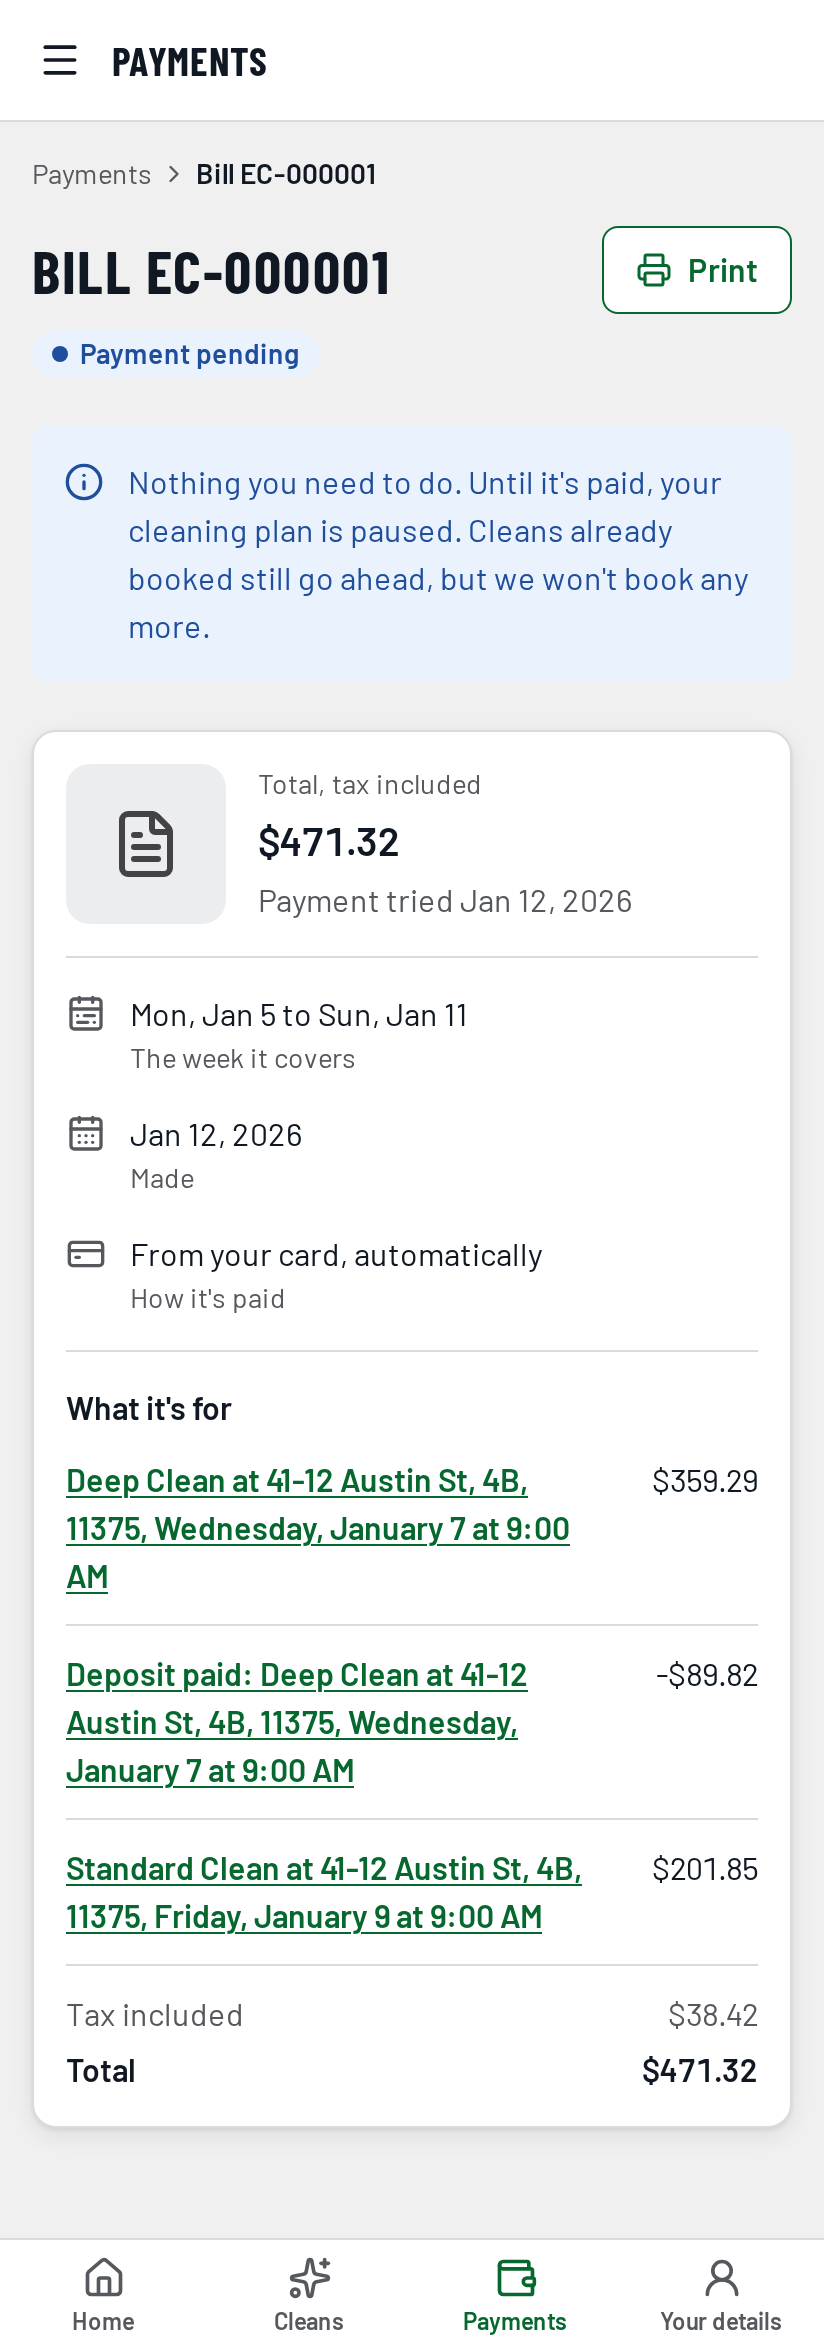 PAYMENTS
Payments > Bill EC-000001
BILL EC-000001
Print
Payment pending
Nothing you need to do. Until it's paid, your
cleaning plan is paused. Cleans already
booked still go ahead, but we won't book any
more.
Total, tax included
$471.32
Payment tried Jan 12, 2026
Mon, Jan 5 to Sun, Jan 11
The week it covers
Jan 12, 2026
Made
From your card, automatically
How it's paid
What it's for
Deep Clean at 41-12 Austin St, 4B, $359.29
11375, Wednesday, January 7 at 9:00
AM
Deposit paid: Deep Clean at 41-12 -$89.82
Austin St, 4B, 11375, Wednesday,
January 7 at 9:00 AM
Standard Clean at 41-12 Austin St, 4B, $201.85
11375, Friday, January 9 at 9:00 AM
Tax included $38.42
Total $471.32
Home Cleans Payments Your details